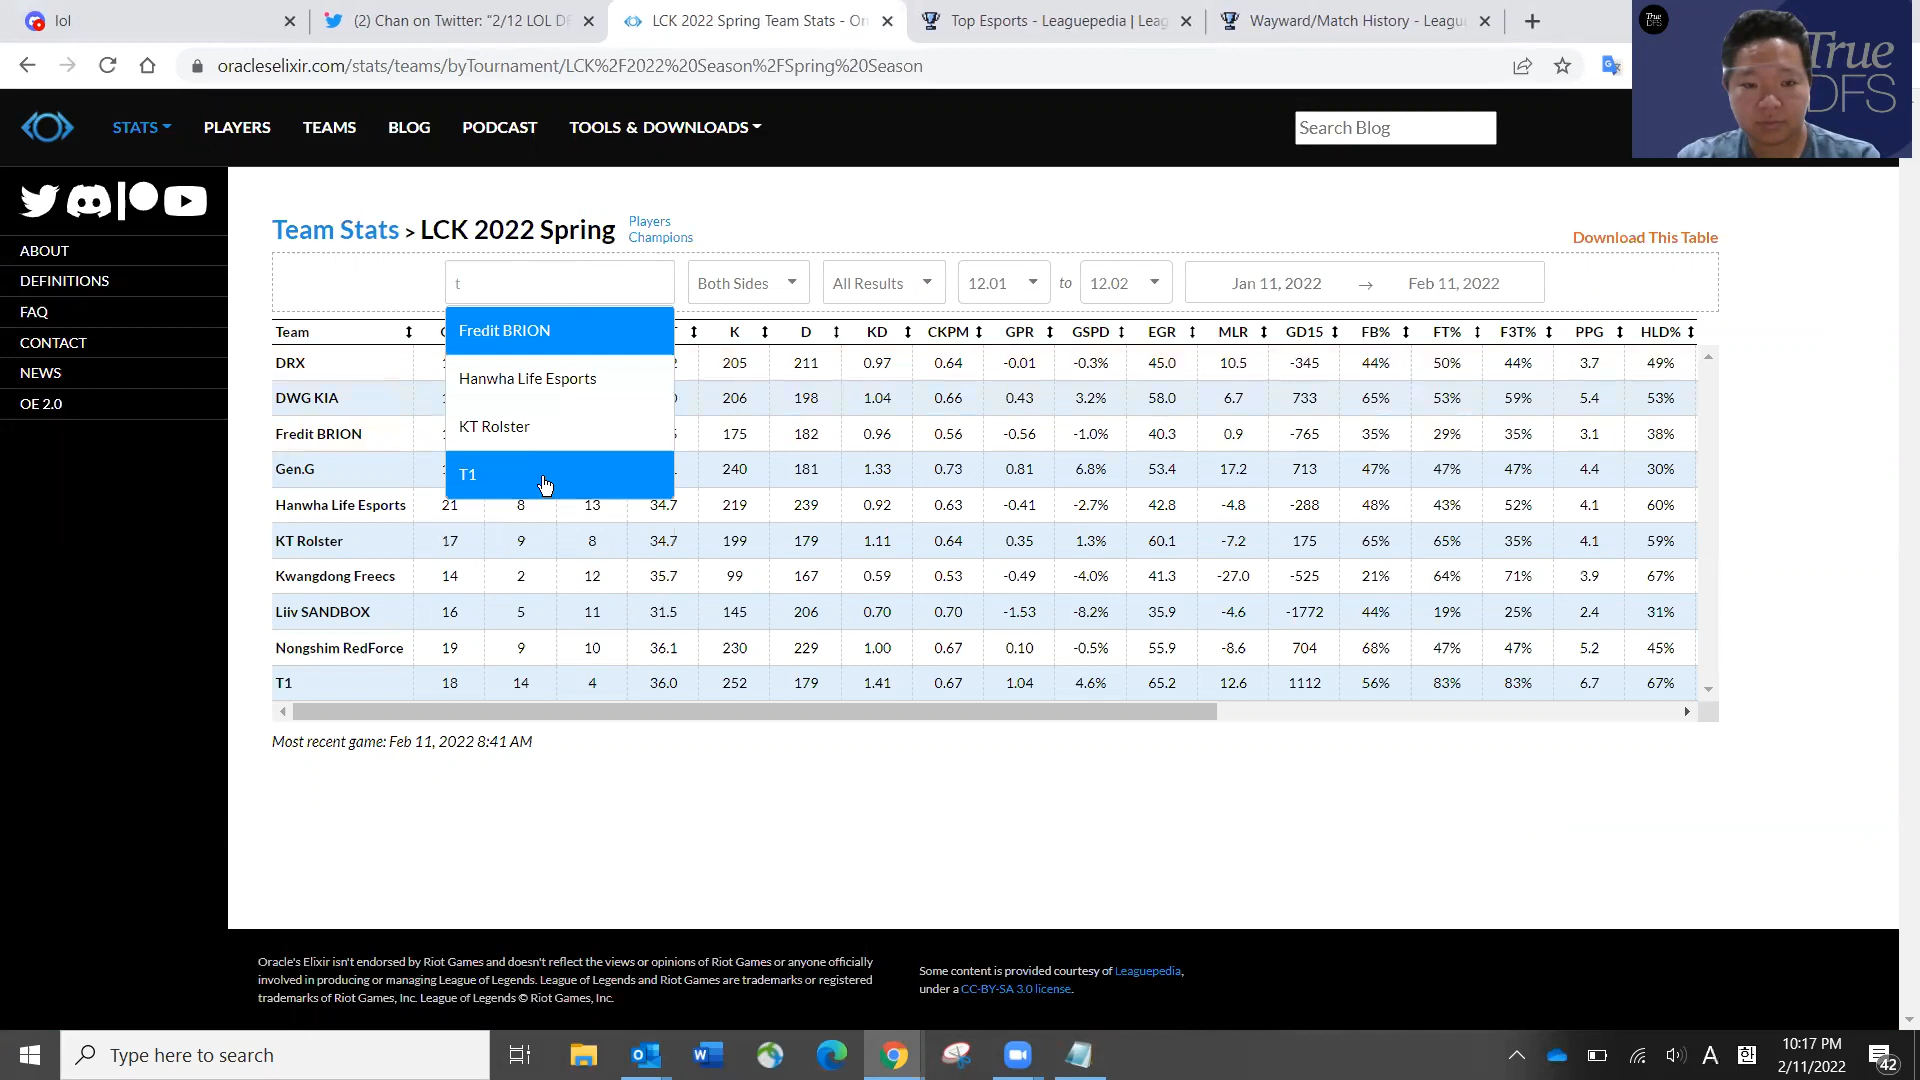 lol
(2) Chan on Twitter: "2/12 LOL DF
LCK 2022 Spring Team Stats - Or
Top Esports - Leaguepedia | Leag
Wayward/Match History - Leagu
oracleselixir.com/stats/teams/byTournament/LCK%2F2022%20Season%2FSpring%20Season
True
DFS
True
DFS
STATS
PLAYERS
TEAMS
BLOG
PODCAST
TOOLS & DOWNLOADS
Search Blog
ABOUT
DEFINITIONS
FAQ
CONTACT
NEWS
OE 2.0
Team Stats > LCK 2022 Spring
Players
Champions
Download This Table
t
Both Sides
All Results
12.01
to
12.02
Jan 11, 2022 → Feb 11, 2022
Fredit BRION
Hanwha Life Esports
KT Rolster
T1
Team K D KD CKPM GPR GSPD EGR MLR GD15 FB% FT% F3T% PPG HLD%
DRX 205 211 0.97 0.64 -0.01 -0.3% 45.0 10.5 -345 44% 50% 44% 3.7 49%
DWG KIA 206 198 1.04 0.66 0.43 3.2% 58.0 6.7 733 65% 53% 59% 5.4 53%
Fredit BRION 175 182 0.96 0.56 -0.56 -1.0% 40.3 0.9 -765 35% 29% 35% 3.1 38%
Gen.G 240 181 1.33 0.73 0.81 6.8% 53.4 17.2 713 47% 47% 47% 4.4 30%
Hanwha Life Esports 21 8 13 34.7 219 239 0.92 0.63 -0.41 -2.7% 42.8 -4.8 -288 48% 43% 52% 4.1 60%
KT Rolster 17 9 8 34.7 199 179 1.11 0.64 0.35 1.3% 60.1 -7.2 175 65% 65% 35% 4.1 59%
Kwangdong Freecs 14 2 12 35.7 99 167 0.59 0.53 -0.49 -4.0% 41.3 -27.0 -525 21% 64% 71% 3.9 67%
Liiv SANDBOX 16 5 11 31.5 145 206 0.70 0.70 -1.53 -8.2% 35.9 -4.6 -1772 44% 19% 25% 2.4 31%
Nongshim RedForce 19 9 10 36.1 230 229 1.00 0.67 0.10 -0.5% 55.9 -8.6 704 68% 47% 47% 5.2 45%
T1 18 14 4 36.0 252 179 1.41 0.67 1.04 4.6% 65.2 12.6 1112 56% 83% 83% 6.7 67%
Most recent game: Feb 11, 2022 8:41 AM
Oracle's Elixir isn't endorsed by Riot Games and doesn't reflect the views or opinions of Riot Games or anyone officially
involved in producing or managing League of Legends. League of Legends and Riot Games are trademarks or registered
trademarks of Riot Games, Inc. League of Legends © Riot Games, Inc.
Some content is provided courtesy of Leaguepedia,
under a CC-BY-SA 3.0 license.
Type here to search
A
한
10:17 PM
2/11/2022
42